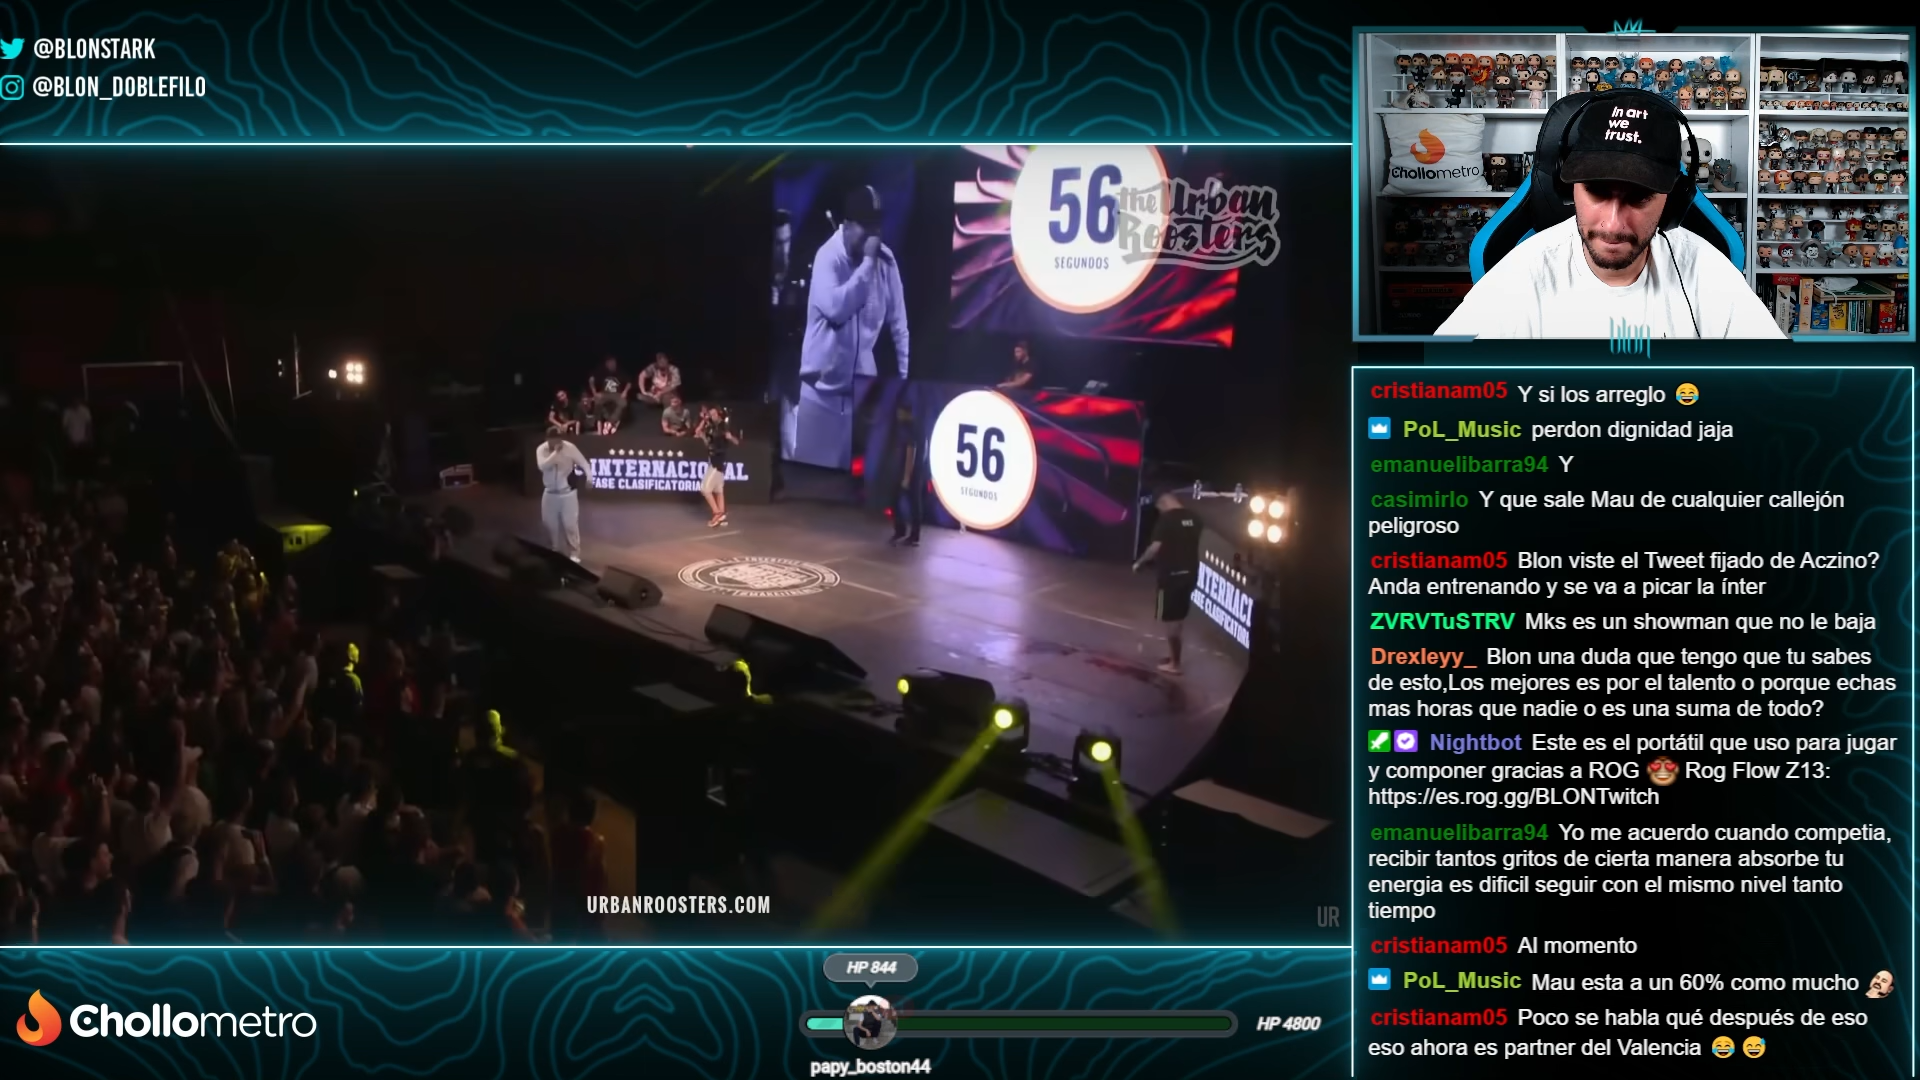 @BLONSTARK
@BLON_DOBLEFILO
56
SEGUNDOS
the Urban
Roosters
56
SEGUNDOS
INTERNACIONAL
FASE CLASIFICATORIA
INTERNACI
FASE CLASIFICATORI
URBANROOSTERS.COM
UR
In art
we
trust.
Chollometro
blon
cristianam05 Y si los arreglo 😂
PoL_Music perdon dignidad jaja
emanuelibarra94 Y
casimirlo Y que sale Mau de cualquier callejón
peligroso
cristianam05 Blon viste el Tweet fijado de Aczino?
Anda entrenando y se va a picar la ínter
ZVRVTuSTRV Mks es un showman que no le baja
Drexleyy_ Blon una duda que tengo que tu sabes
de esto,Los mejores es por el talento o porque echas
mas horas que nadie o es una suma de todo?
Nightbot Este es el portátil que uso para jugar
y componer gracias a ROG Rog Flow Z13:
https://es.rog.gg/BLONTwitch
emanuelibarra94 Yo me acuerdo cuando competia,
recibir tantos gritos de cierta manera absorbe tu
energia es dificil seguir con el mismo nivel tanto
tiempo
cristianam05 Al momento
PoL_Music Mau esta a un 60% como mucho
cristianam05 Poco se habla qué después de eso
eso ahora es partner del Valencia 😂 😅
Chollometro
HP 844
HP 4800
papy_boston44